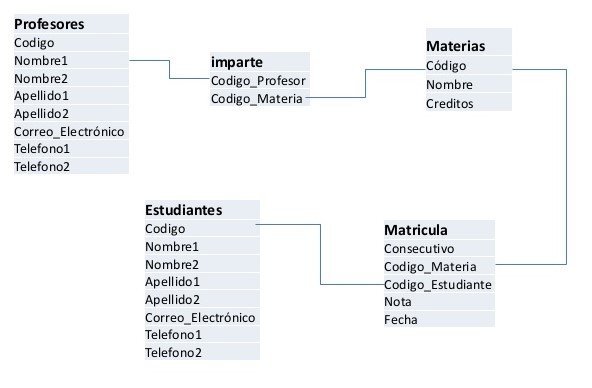 Profesores
Codigo
Nombre1
Nombre2
Apellido1
Apellido2
Correo_Electrónico
Telefono1
Telefono2
imparte
Codigo_Profesor
Codigo_Materia
Materias
Código
Nombre
Creditos
Estudiantes
Codigo
Nombre1
Nombre2
Apellido1
Apellido2
Correo_Electrónico
Telefono1
Telefono2
Matricula
Consecutivo
Codigo_Materia
Codigo_Estudiante
Nota
Fecha